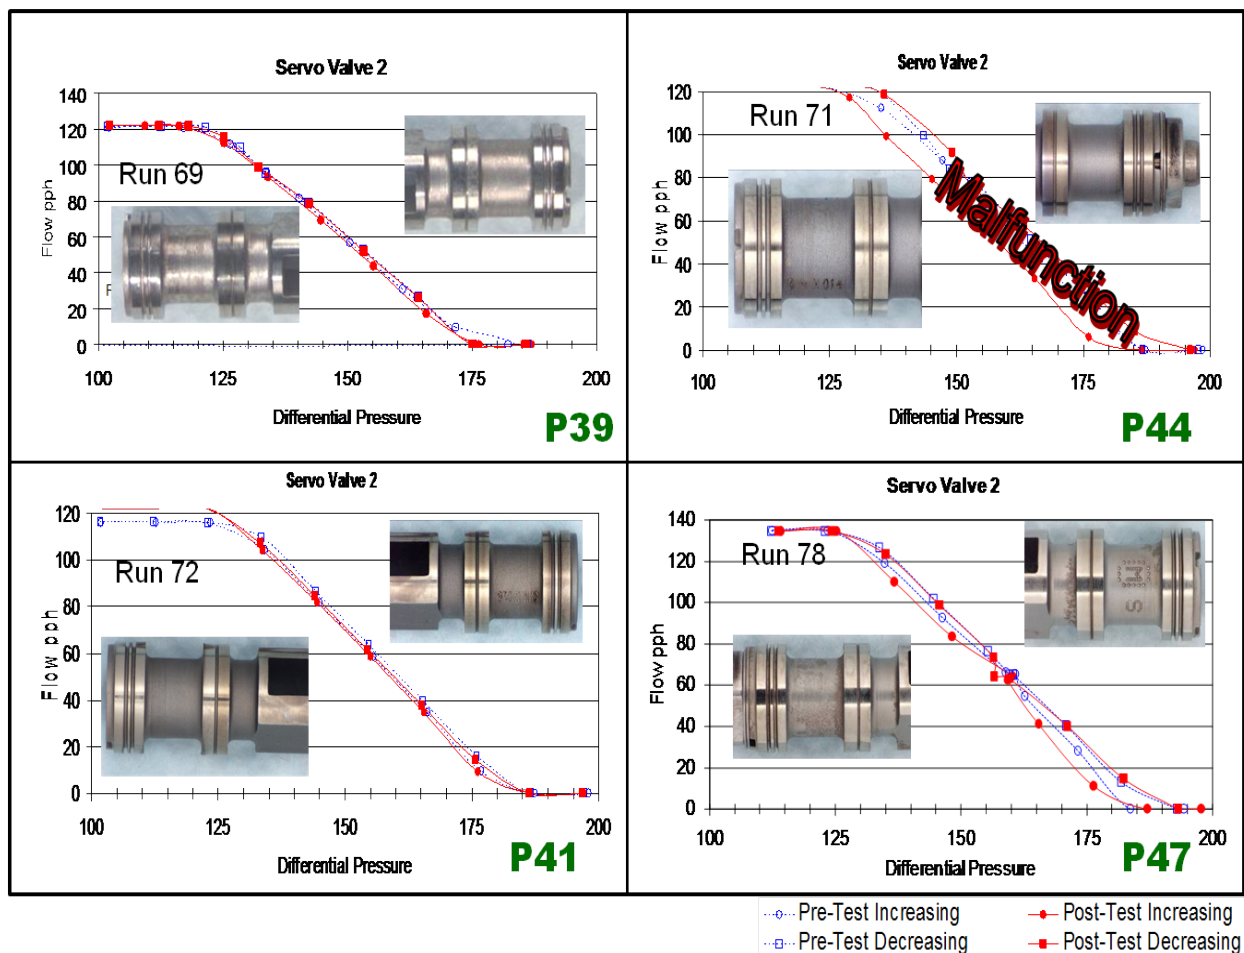 Servo Valve 2
140
120
100
80
60
40
20
0
Flow pph
Run 69
100
125
150
175
200
Differential Pressure
P39
Servo Valve 2
120
100
80
60
40
20
0
Flow pph
Run 71
Malfunction
100
125
150
175
200
Differential Pressure
P44
Servo Valve 2
120
100
80
60
40
20
0
Flow pph
Run 72
100
125
150
175
200
Differential Pressure
P41
Servo Valve 2
140
120
100
80
60
40
20
0
Flow pph
Run 78
S H
100
125
150
175
200
Differential Pressure
P47
Pre-Test Increasing
Post-Test Increasing
Pre-Test Decreasing
Post-Test Decreasing